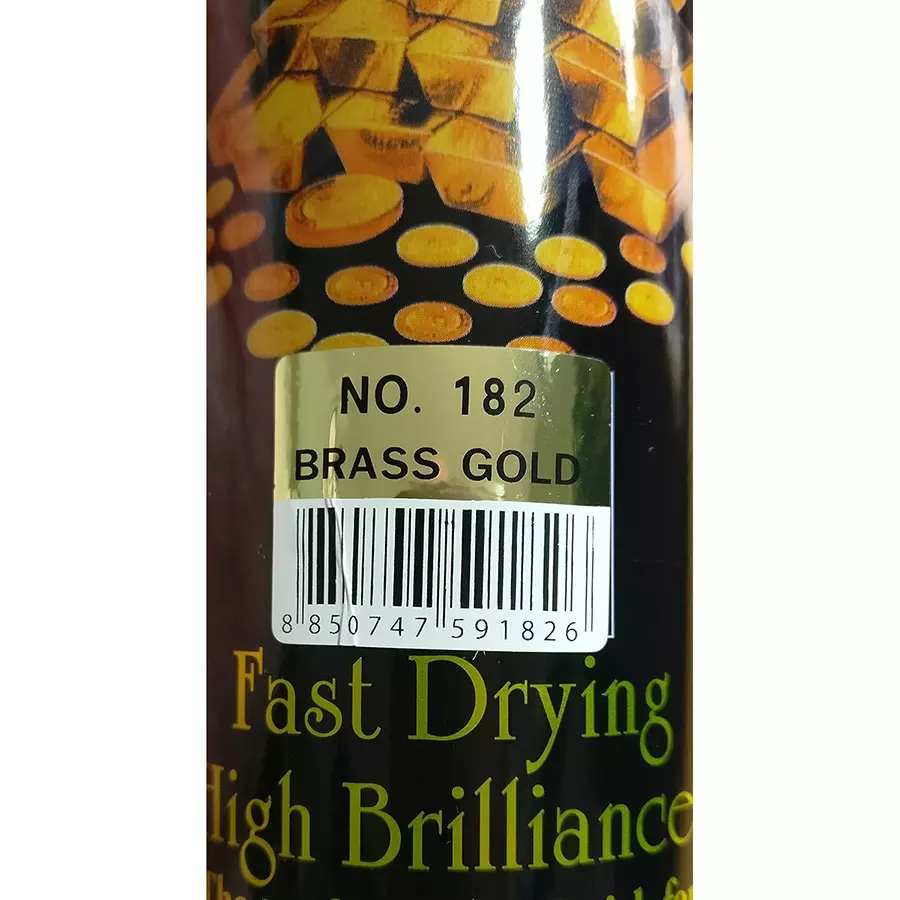 NO. 182
BRASS GOLD
8 850747 591826
Fast Drying
High Brilliance